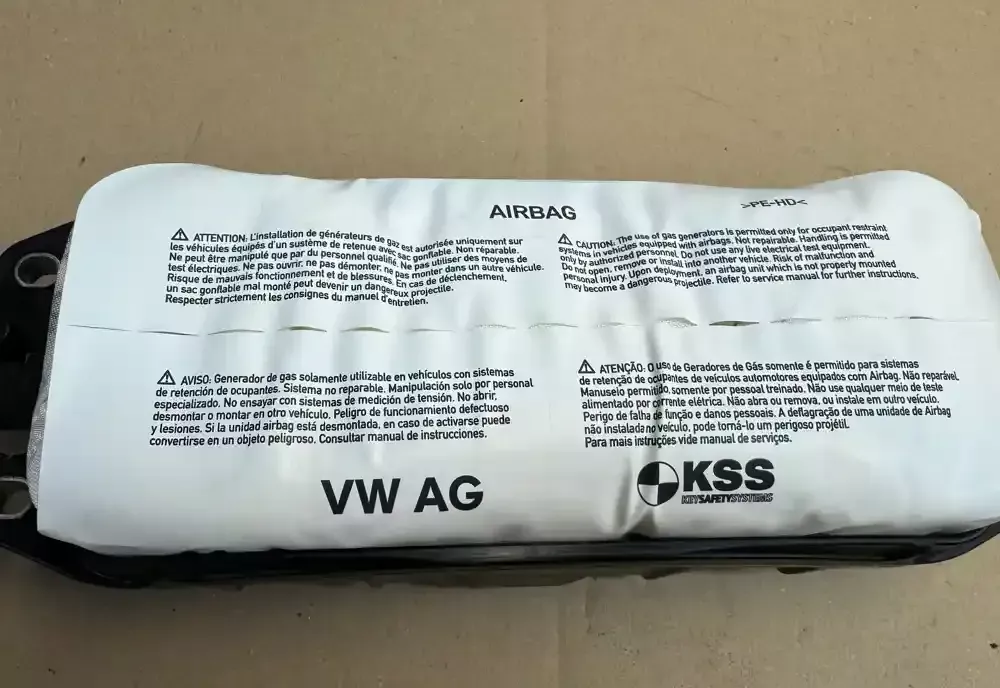 AIRBAG
>PE-HD<
⚠ ATTENTION: L'installation de générateurs de gaz est autorisée uniquement sur
les véhicules équipés d'un sustème de retenue avec sac gonflable. Non réparable.
Ne peut être manipulé que par du personnel qualifié. Ne pas utiliser des moyens de
test électriques. Ne pas ouvrir, ne pas démonter, ne pas monter dans un autre véhicule.
Risque de mauvais fonctionnement et de blessures. En cas de déclenchement,
un sac gonflable mal monté peut devenir un dangereux projectile.
Respecter strictement les consignes du manuel d'entretien.
⚠ CAUTION: The use of gas generators is permitted only for occupant restraint
systems in vehicles equipped with airbags. Not repairable. Handling is permitted
only by authorized personnel. Do not use any live electrical test equipment.
Do not open, remove or install into another vehicle. Risk of malfunction and
personal injury. Upon deployment, an airbag unit which is not properly mounted
may become a dangerous projectile. Refer to service manual for further instructions.
⚠ AVISO: Generador de gas solamente utilizable en vehículos con sistemas
de retención de ocupantes. Sistema no reparable. Manipulación solo por personal
especializado. No ensayar con sistemas de medición de tensión. No abrir,
desmontar o montar en otro vehículo. Peligro de funcionamiento defectuoso
y lesiones. Si la unidad airbag está desmontada, en caso de activarse puede
convertirse en un objeto peligroso. Consultar manual de instrucciones.
⚠ ATENÇÃO: O uso de Geradores de Gás somente é permitido para sistemas
de retenção de ocupantes de veículos automotores equipados com Airbag. Não reparável.
Manuseio permitido somente por pessoal treinado. Não use qualquer meio de teste
alimentado por corrente elétrica. Não abra ou remova, ou instale em outro veículo.
Perigo de falha de função e danos pessoais. A deflagração de uma unidade de Airbag
não instalada no veículo, pode torná-lo um perigoso projétil.
Para mais instruções vide manual de serviços.
VW AG
KSS
KEYSAFETYSYSTEMS